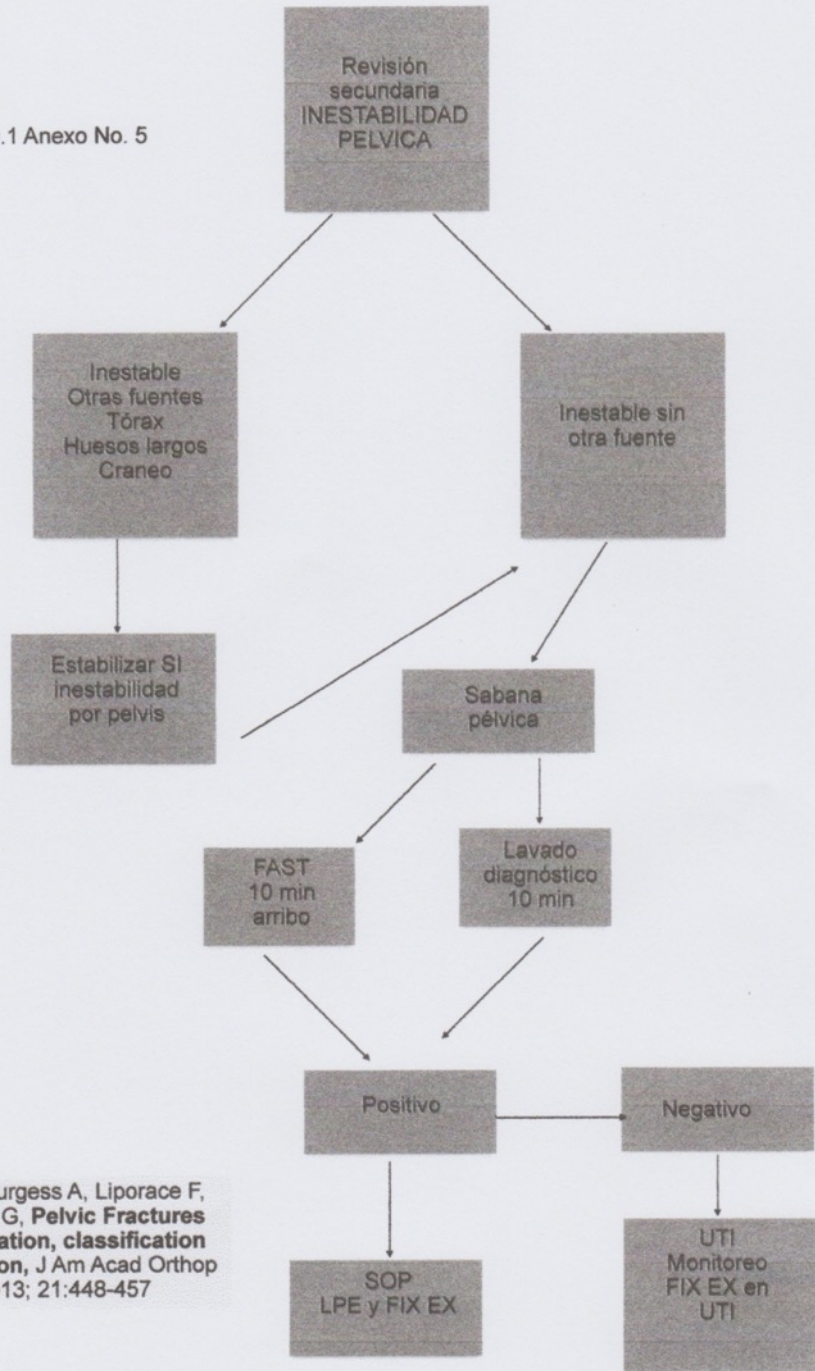 Revisión
secundaria
INESTABILIDAD
PELVICA
.1 Anexo No. 5
Inestable
Otras fuentes
Tórax
Huesos largos
Craneo
Inestable sin
otra fuente
Estabilizar SI
inestabilidad
por pelvis
Sabana
pélvica
FAST
10 min
arribo
Lavado
diagnóstico
10 min
Positivo
Negativo
urgess A, Liporace F,
G, Pelvic Fractures
ation, classification
on, J Am Acad Orthop
13; 21:448-457
SOP
LPE y FIX EX
UTI
Monitoreo
FIX EX en
UTI